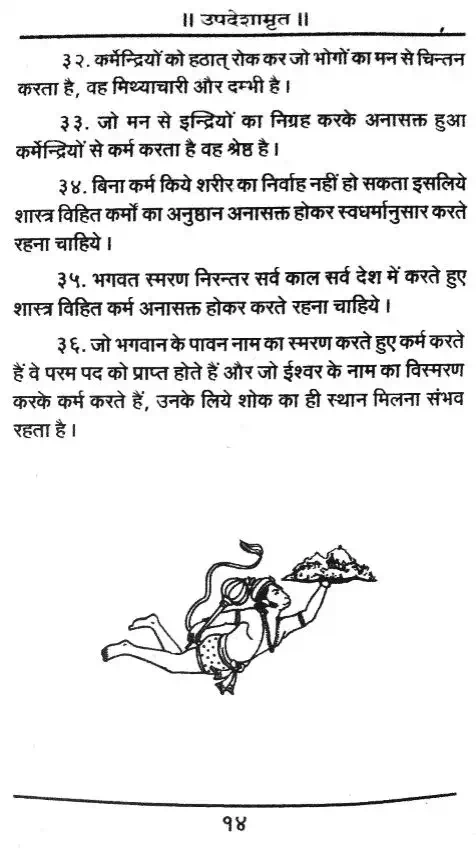 || उपदेशामृत ||
३२. कर्मेन्द्रियों को हठात् रोक कर जो भोगों का मन से चिन्तन
करता है, वह मिथ्याचारी और दम्भी है।
३३. जो मन से इन्द्रियों का निग्रह करके अनासक्त हुआ
कर्मेन्द्रियों से कर्म करता है वह श्रेष्ठ है।
३४. बिना कर्म किये शरीर का निर्वाह नहीं हो सकता इसलिये
शास्त्र विहित कर्मों का अनुष्ठान अनासक्त होकर स्वधर्मानुसार करते
रहना चाहिये।
३५. भगवत स्मरण निरन्तर सर्व काल सर्व देश में करते हुए
शास्त्र विहित कर्म अनासक्त होकर करते रहना चाहिये।
३६. जो भगवान के पावन नाम का स्मरण करते हुए कर्म करते
हैं वे परम पद को प्राप्त होते हैं और जो ईश्वर के नाम का विस्मरण
करके कर्म करते हैं, उनके लिये शोक का ही स्थान मिलना संभव
रहता है।
१४